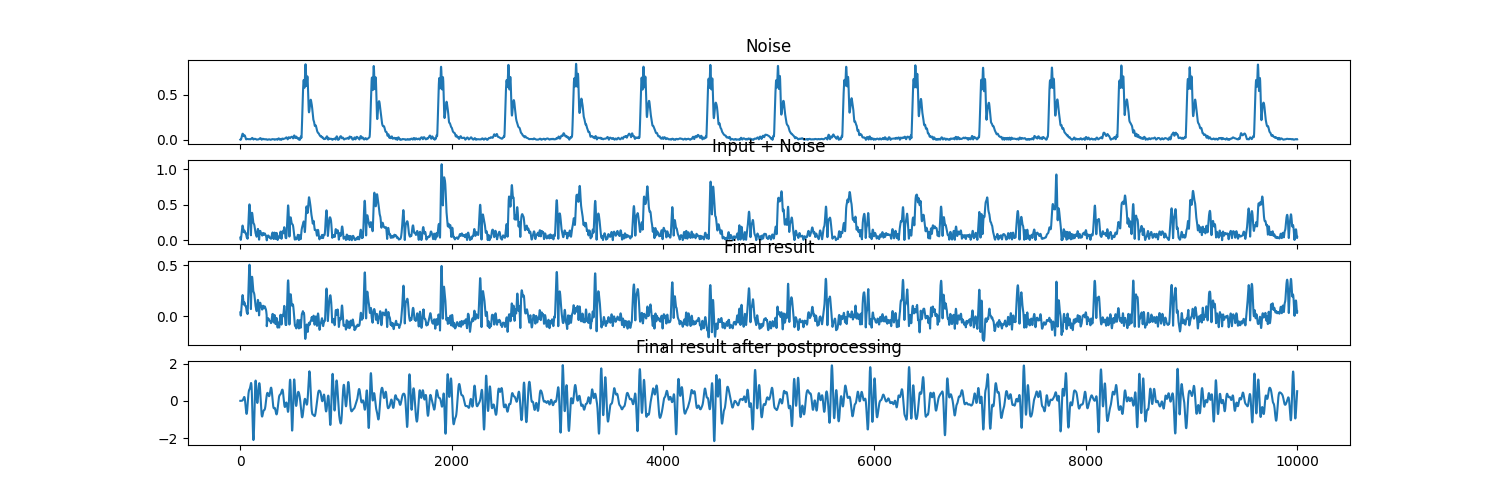 Noise
0.5
0.0
Input + Noise
1.0
0.5
0.0
Final result
0.5
0.0
Final result after postprocessing
2
0
−2
0 2000 4000 6000 8000 10000